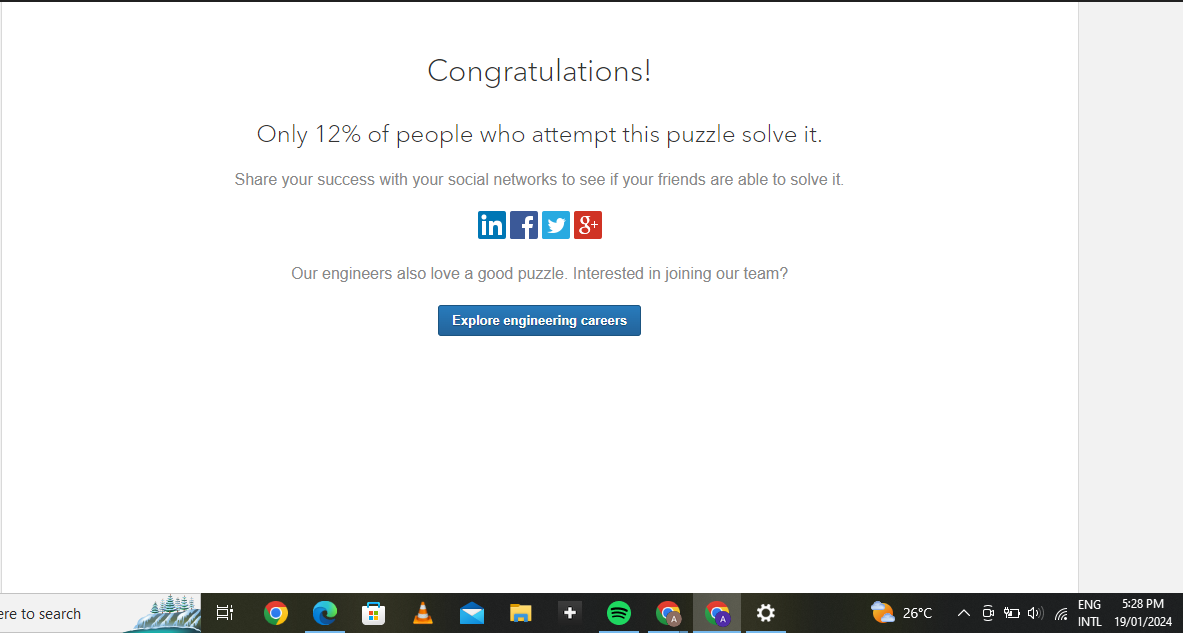 Congratulations!
Only 12% of people who attempt this puzzle solve it.
Share your success with your social networks to see if your friends are able to solve it.
in f g+
Our engineers also love a good puzzle. Interested in joining our team?
Explore engineering careers
ere to search
A
A
26°C
ENG
INTL
5:28 PM
19/01/2024